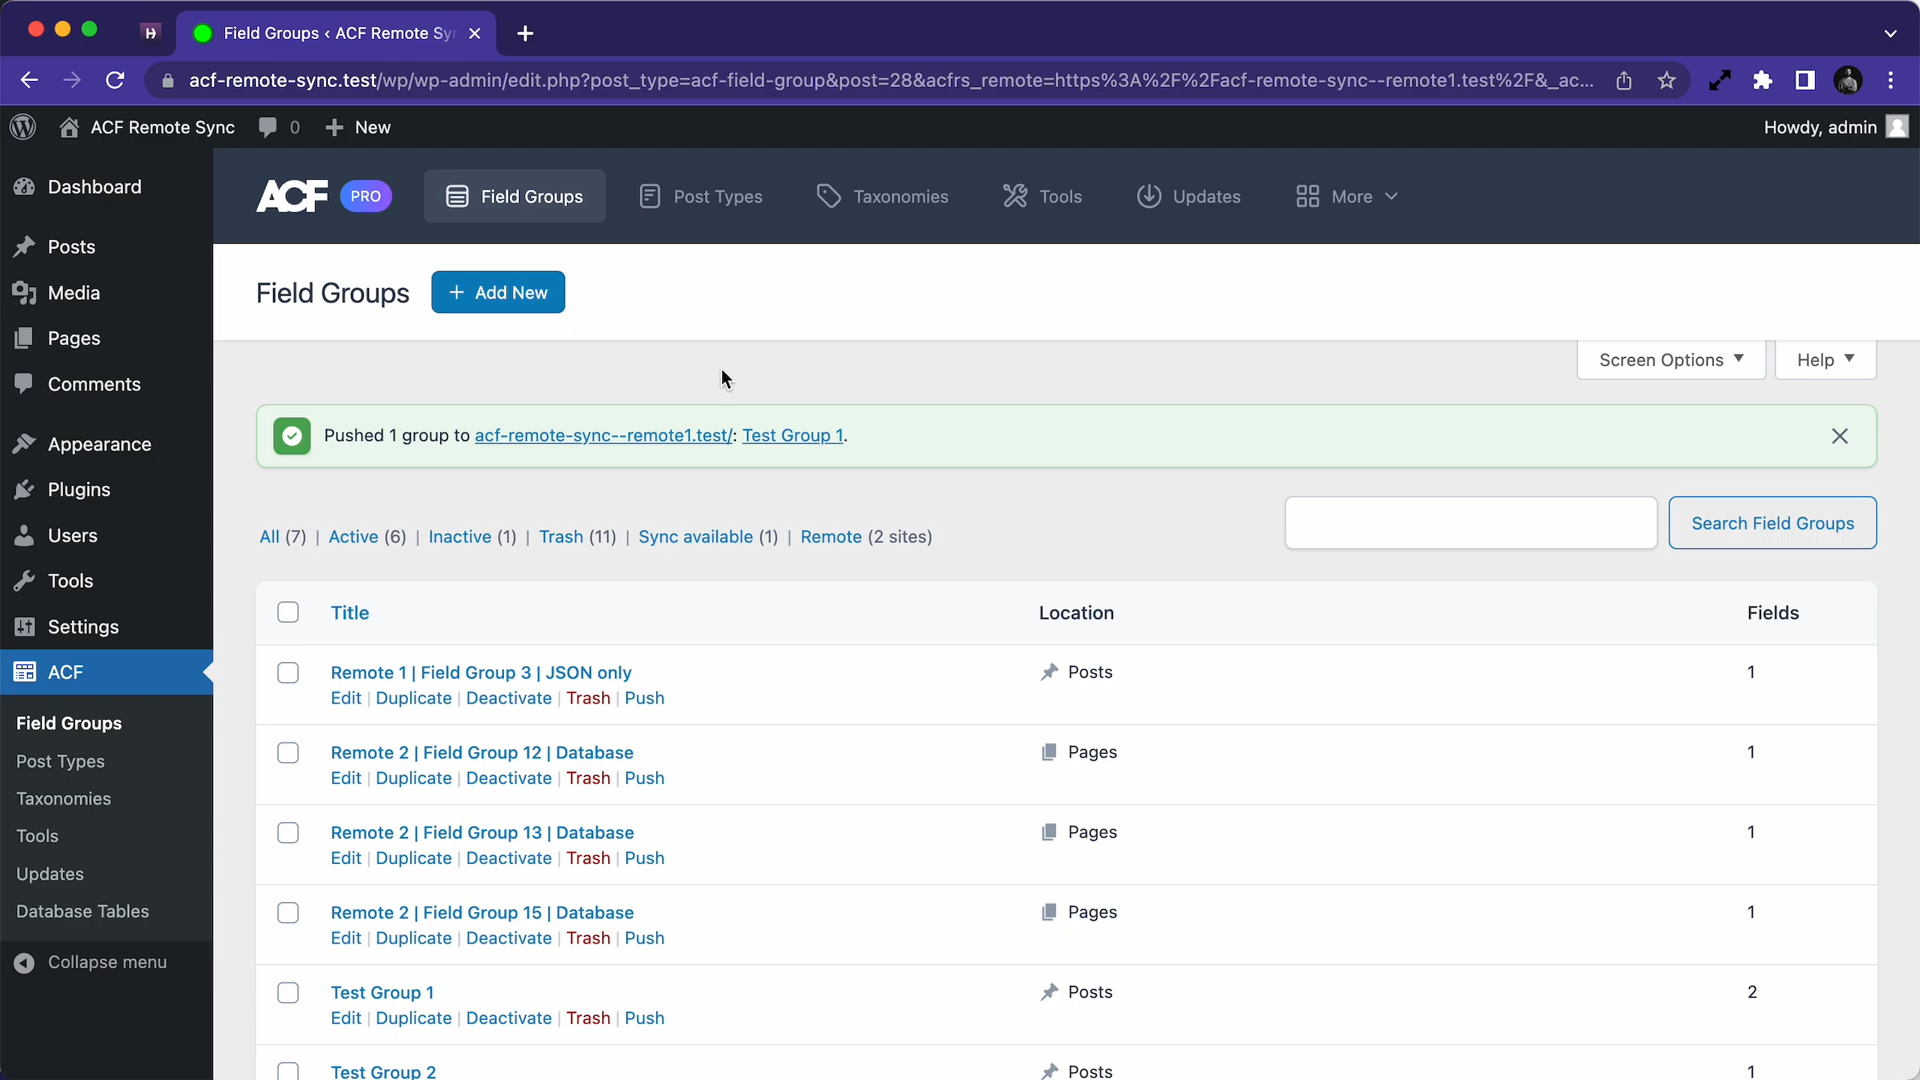 Field Groups ‹ ACF Remote Sy
acf-remote-sync.test/wp/wp-admin/edit.php?post_type=acf-field-group&post=28&acfrs_remote=https%3A%2F%2Facf-remote-sync--remote1.test%2F&_ac...
ACF Remote Sync
0
New
Howdy, admin
Dashboard
Posts
Media
Pages
Comments
Appearance
Plugins
Users
Tools
Settings
ACF
Field Groups
Post Types
Taxonomies
Tools
Updates
Database Tables
Collapse menu
ACF PRO
Field Groups
Post Types
Taxonomies
Tools
Updates
More
Field Groups
+ Add New
Screen Options
Help
Pushed 1 group to acf-remote-sync--remote1.test/: Test Group 1.
All (7) | Active (6) | Inactive (1) | Trash (11) | Sync available (1) | Remote (2 sites)
Search Field Groups
Title Location Fields
Remote 1 | Field Group 3 | JSON only Posts 1
Edit | Duplicate | Deactivate | Trash | Push
Remote 2 | Field Group 12 | Database Pages 1
Edit | Duplicate | Deactivate | Trash | Push
Remote 2 | Field Group 13 | Database Pages 1
Edit | Duplicate | Deactivate | Trash | Push
Remote 2 | Field Group 15 | Database Pages 1
Edit | Duplicate | Deactivate | Trash | Push
Test Group 1 Posts 2
Edit | Duplicate | Deactivate | Trash | Push
Test Group 2 Posts 1